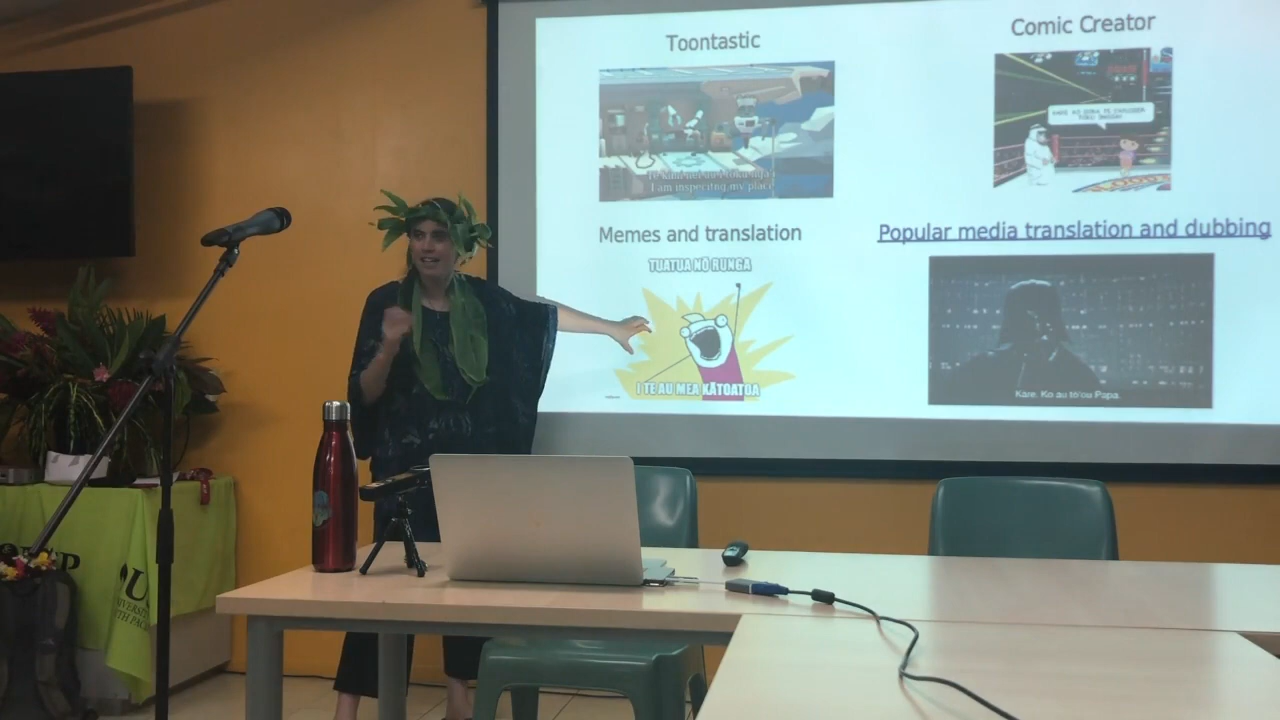 Toontastic
Comic Creator
I am inspecitng my place
Memes and translation
Popular media translation and dubbing
TUATUA NŌ RUNGA
I TE AU MEA KĀTOATOA
Kare. Ko au tō'ou Papa.